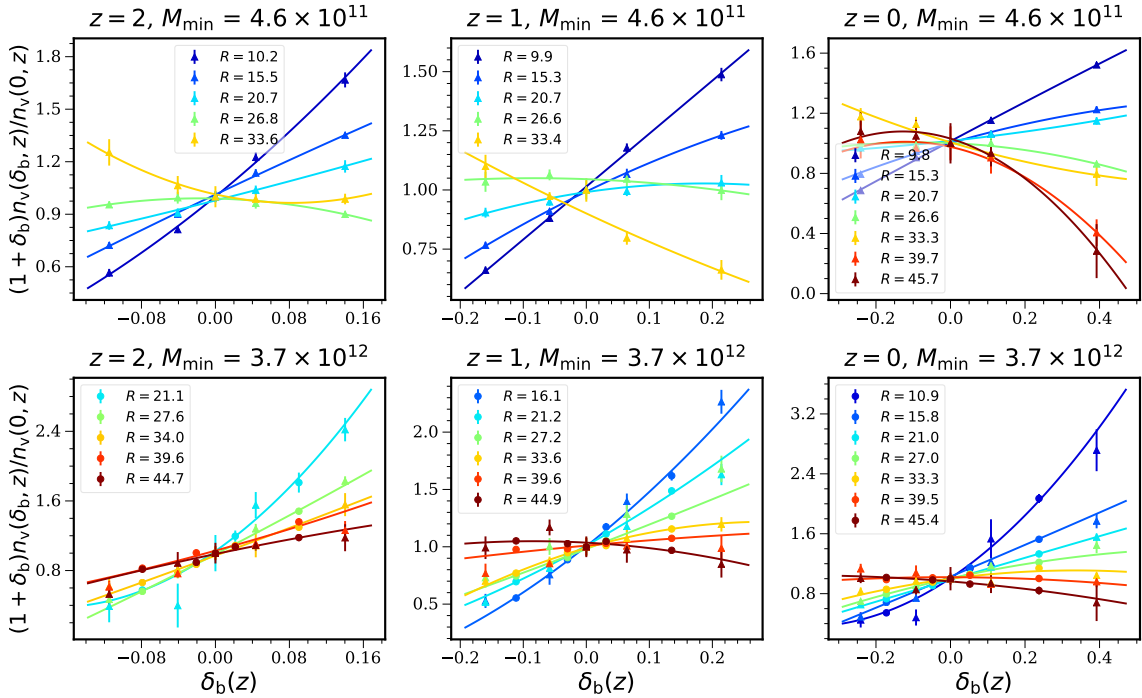 z = 2, M_min = 4.6 × 10^11
z = 1, M_min = 4.6 × 10^11
z = 0, M_min = 4.6 × 10^11
(1 + δ_b)n_v(δ_b, z)/n_v(0, z)
1.8
1.5
1.2
0.9
0.6
R = 10.2
R = 15.5
R = 20.7
R = 26.8
R = 33.6
−0.08
0.00
0.08
0.16
1.50
1.25
1.00
0.75
R = 9.9
R = 15.3
R = 20.7
R = 26.6
R = 33.4
−0.2
−0.1
0.0
0.1
0.2
1.6
1.2
0.8
0.4
0.0
R = 9.8
R = 15.3
R = 20.7
R = 26.6
R = 33.3
R = 39.7
R = 45.7
−0.2
0.0
0.2
0.4
z = 2, M_min = 3.7 × 10^12
z = 1, M_min = 3.7 × 10^12
z = 0, M_min = 3.7 × 10^12
(1 + δ_b)n_v(δ_b, z)/n_v(0, z)
2.4
1.6
0.8
R = 21.1
R = 27.6
R = 34.0
R = 39.6
R = 44.7
−0.08
0.00
0.08
0.16
δ_b(z)
2.0
1.5
1.0
0.5
R = 16.1
R = 21.2
R = 27.2
R = 33.6
R = 39.6
R = 44.9
−0.2
−0.1
0.0
0.1
0.2
δ_b(z)
3.2
2.4
1.6
0.8
R = 10.9
R = 15.8
R = 21.0
R = 27.0
R = 33.3
R = 39.5
R = 45.4
−0.2
0.0
0.2
0.4
δ_b(z)